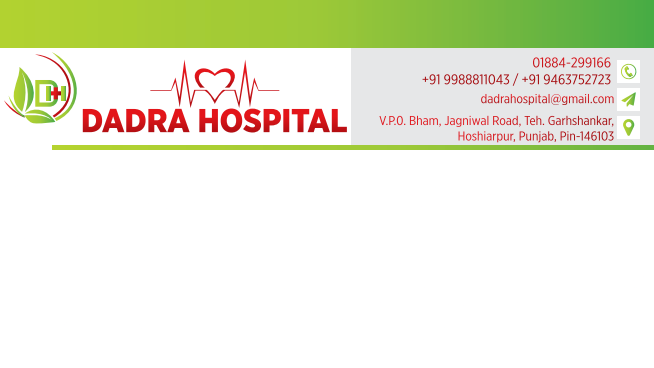 DH
DADRA HOSPITAL
01884-299166
+91 9988811043 / +91 9463752723
dadrahospital@gmail.com
V.P.O. Bham, Jagniwal Road, Teh. Garhshankar,
Hoshiarpur, Punjab, Pin-146103